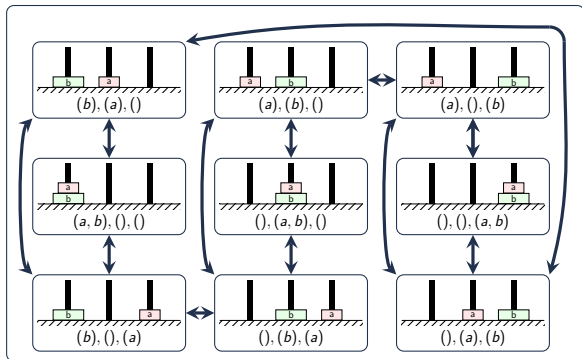 b a
(b), (a), ()
a b
(a), (b), ()
a b
(a), (), (b)
a
b
(a, b), (), ()
a
b
(), (a, b), ()
a
b
(), (), (a, b)
b a
(b), (), (a)
b a
(), (b), (a)
a b
(), (a), (b)